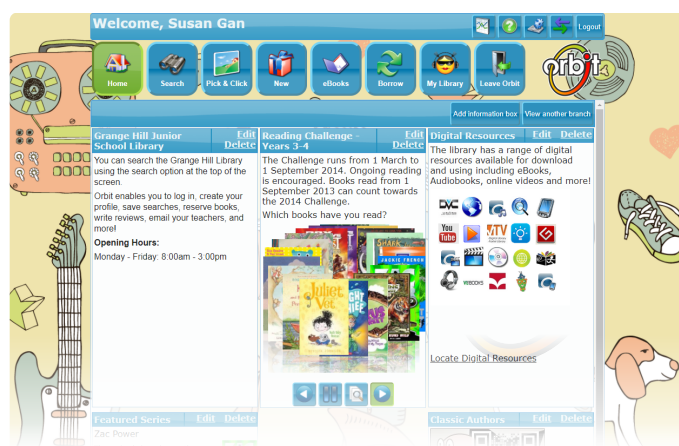 Welcome, Susan Gan
Logout
Home
Search
Pick & Click
New
eBooks
Borrow
My Library
Leave Orbit
Orbit
Add information box
View another branch
Grange Hill Junior School Library
Edit
Delete
You can search the Grange Hill Library
using the search option at the top of the
screen.
Orbit enables you to log in, create your
profile, save searches, reserve books,
write reviews, email your teachers, and
more!
Opening Hours:
Monday - Friday: 8:00am - 3:00pm
Reading Challenge -
Years 3-4
Edit
Delete
The Challenge runs from 1 March to
1 September 2014. Ongoing reading
is encouraged. Books read from 1
September 2013 can count towards
the 2014 Challenge.
Which books have you read?
SHARK
JACKIE FRENCH
Juliet
Vet
Digital Resources
Edit
Delete
The library has a range of digital
resources available for download
and using including eBooks,
Audiobooks, online videos and more!
You
Tube
Locate Digital Resources
Featured Series
Edit
Delete
Zac Power
Classic Authors
Edit
Delete